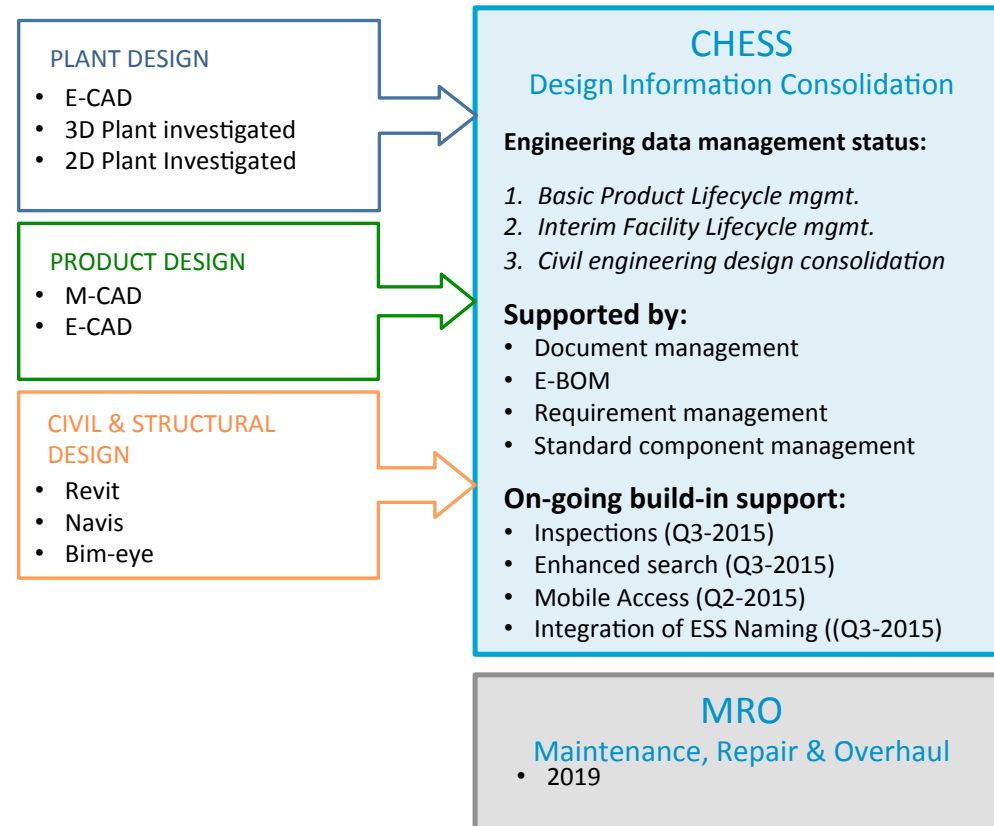 PLANT DESIGN
• E-CAD
• 3D Plant investigated
• 2D Plant Investigated
PRODUCT DESIGN
• M-CAD
• E-CAD
CIVIL & STRUCTURAL
DESIGN
• Revit
• Navis
• Bim-eye
CHESS
Design Information Consolidation
Engineering data management status:
1. Basic Product Lifecycle mgmt.
2. Interim Facility Lifecycle mgmt.
3. Civil engineering design consolidation
Supported by:
• Document management
• E-BOM
• Requirement management
• Standard component management
On-going build-in support:
• Inspections (Q3-2015)
• Enhanced search (Q3-2015)
• Mobile Access (Q2-2015)
• Integration of ESS Naming ((Q3-2015)
MRO
Maintenance, Repair & Overhaul
• 2019